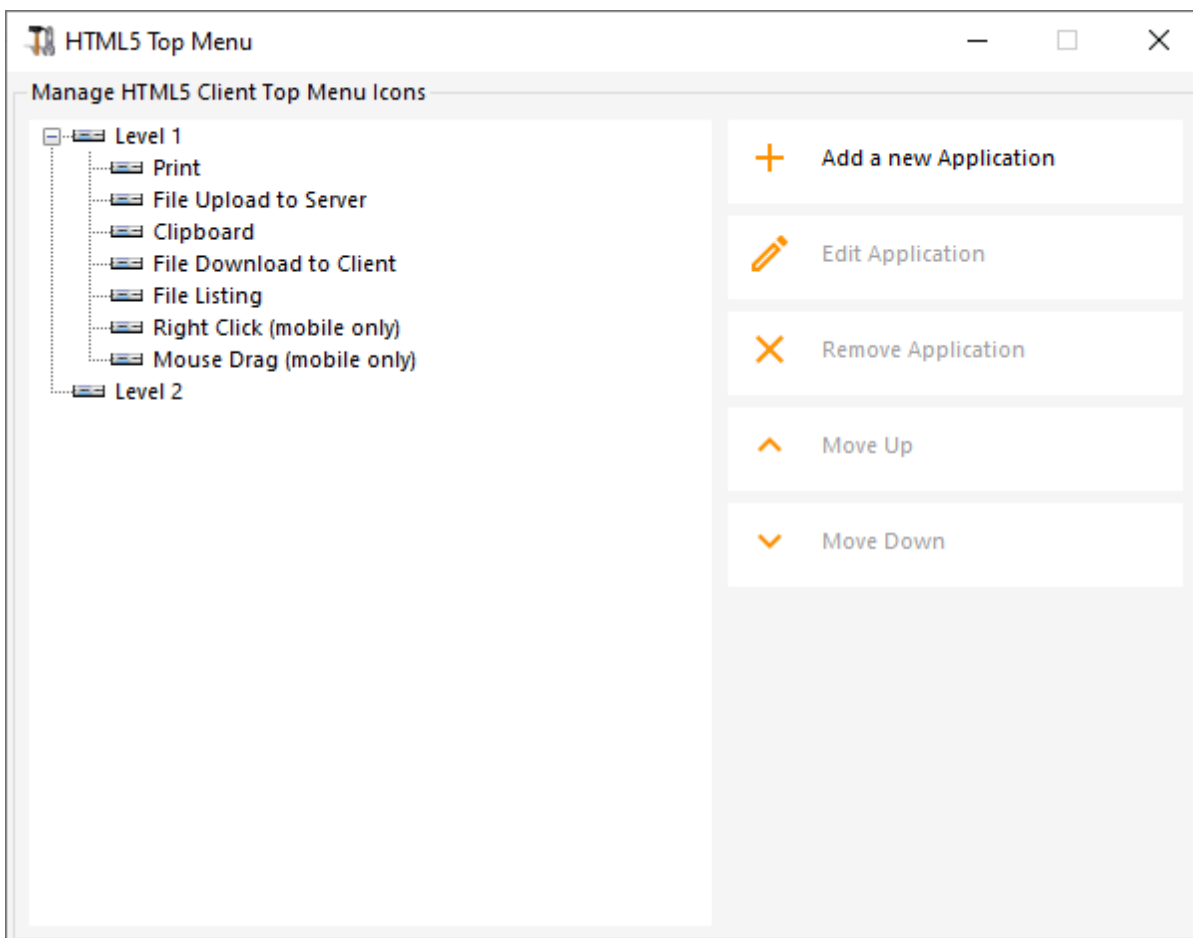 HTML5 Top Menu
Manage HTML5 Client Top Menu Icons
Level 1
Print
File Upload to Server
Clipboard
File Download to Client
File Listing
Right Click (mobile only)
Mouse Drag (mobile only)
Level 2
Add a new Application
Edit Application
Remove Application
Move Up
Move Down